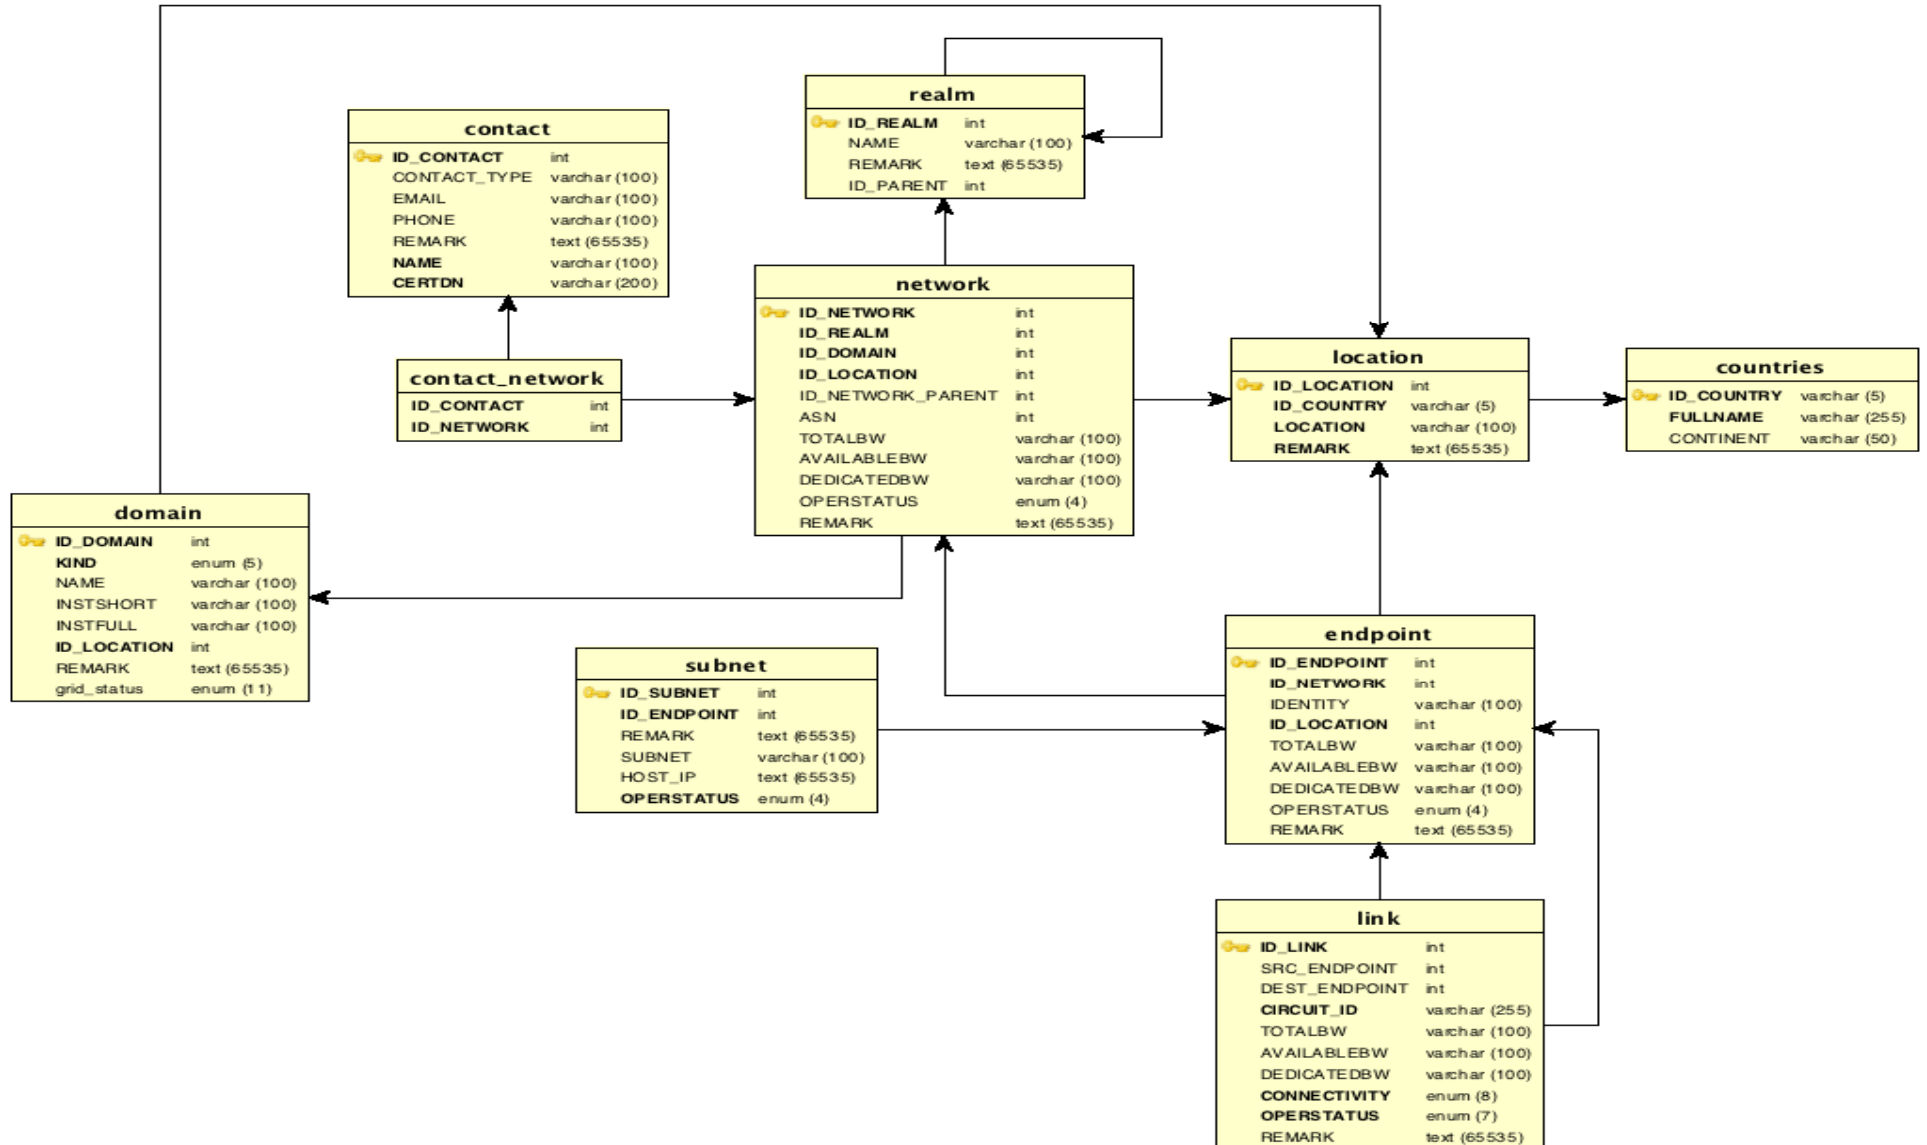 realm
ID_REALM int
NAME varchar (100)
REMARK text (65535)
ID_PARENT int
contact
ID_CONTACT int
CONTACT_TYPE varchar (100)
EMAIL varchar (100)
PHONE varchar (100)
REMARK text (65535)
NAME varchar (100)
CERTDN varchar (200)
network
ID_NETWORK int
ID_REALM int
ID_DOMAIN int
ID_LOCATION int
ID_NETWORK_PARENT int
ASN int
TOTALBW varchar (100)
AVAILABLEBW varchar (100)
DEDICATEDBW varchar (100)
OPERSTATUS enum (4)
REMARK text (65535)
contact_network
ID_CONTACT int
ID_NETWORK int
location
ID_LOCATION int
ID_COUNTRY varchar (5)
LOCATION varchar (100)
REMARK text (65535)
countries
ID_COUNTRY varchar (5)
FULLNAME varchar (255)
CONTINENT varchar (50)
domain
ID_DOMAIN int
KIND enum (5)
NAME varchar (100)
INSTSHORT varchar (100)
INSTFULL varchar (100)
ID_LOCATION int
REMARK text (65535)
grid_status enum (11)
subnet
ID_SUBNET int
ID_ENDPOINT int
REMARK text (65535)
SUBNET varchar (100)
HOST_IP text (65535)
OPERSTATUS enum (4)
endpoint
ID_ENDPOINT int
ID_NETWORK int
IDENTITY varchar (100)
ID_LOCATION int
TOTALBW varchar (100)
AVAILABLEBW varchar (100)
DEDICATEDBW varchar (100)
OPERSTATUS enum (4)
REMARK text (65535)
link
ID_LINK int
SRC_ENDPOINT int
DEST_ENDPOINT int
CIRCUIT_ID varchar (255)
TOTALBW varchar (100)
AVAILABLEBW varchar (100)
DEDICATEDBW varchar (100)
CONNECTIVITY enum (8)
OPERSTATUS enum (7)
REMARK text (65535)